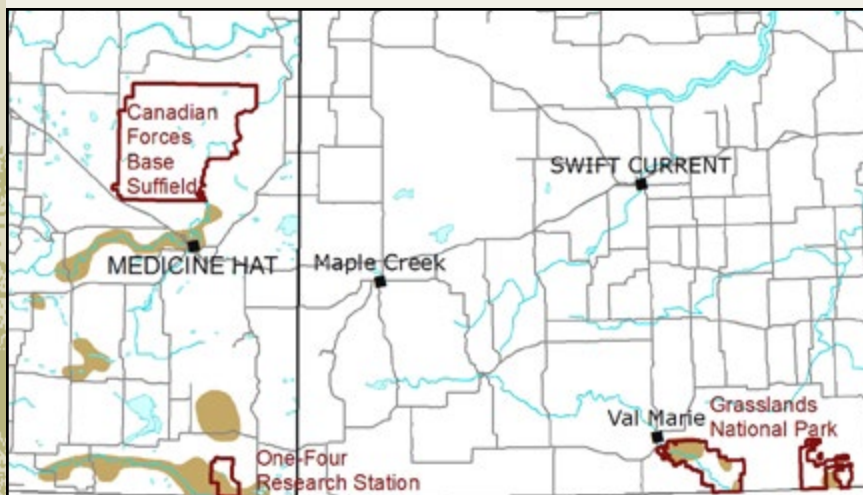 Canadian
Forces
Base
Suffield
SWIFT CURRENT
MEDICINE HAT
Maple Creek
Val Marie
Grasslands
National Park
One-Four
Research Station